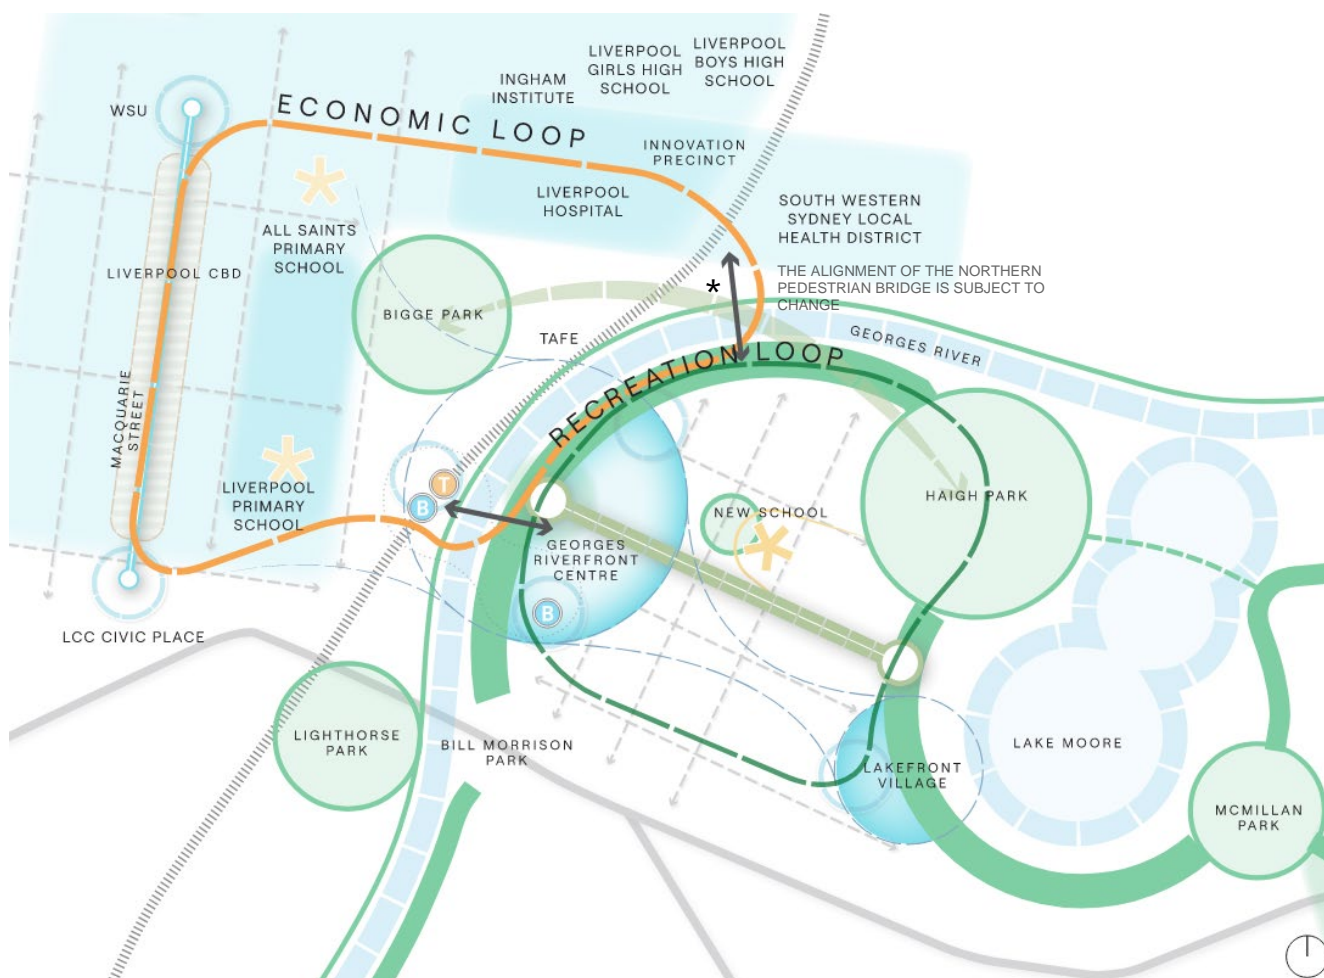 LIVERPOOL
GIRLS HIGH
SCHOOL
LIVERPOOL
BOYS HIGH
SCHOOL
INGHAM
INSTITUTE
WSU
ECONOMIC LOOP
INNOVATION
PRECINCT
LIVERPOOL
HOSPITAL
SOUTH WESTERN
SYDNEY LOCAL
HEALTH DISTRICT
ALL SAINTS
PRIMARY
SCHOOL
LIVERPOOL CBD
*
THE ALIGNMENT OF THE NORTHERN
PEDESTRIAN BRIDGE IS SUBJECT TO
CHANGE
BIGGE PARK
TAFE
GEORGES RIVER
RECREATION LOOP
MACQUARIE
STREET
LIVERPOOL
PRIMARY
SCHOOL
T
B
HAIGH PARK
NEW SCHOOL
GEORGES
RIVERFRONT
CENTRE
B
LCC CIVIC PLACE
LIGHTHORSE
PARK
BILL MORRISON
PARK
LAKE MOORE
LAKEFRONT
VILLAGE
MCMILLAN
PARK